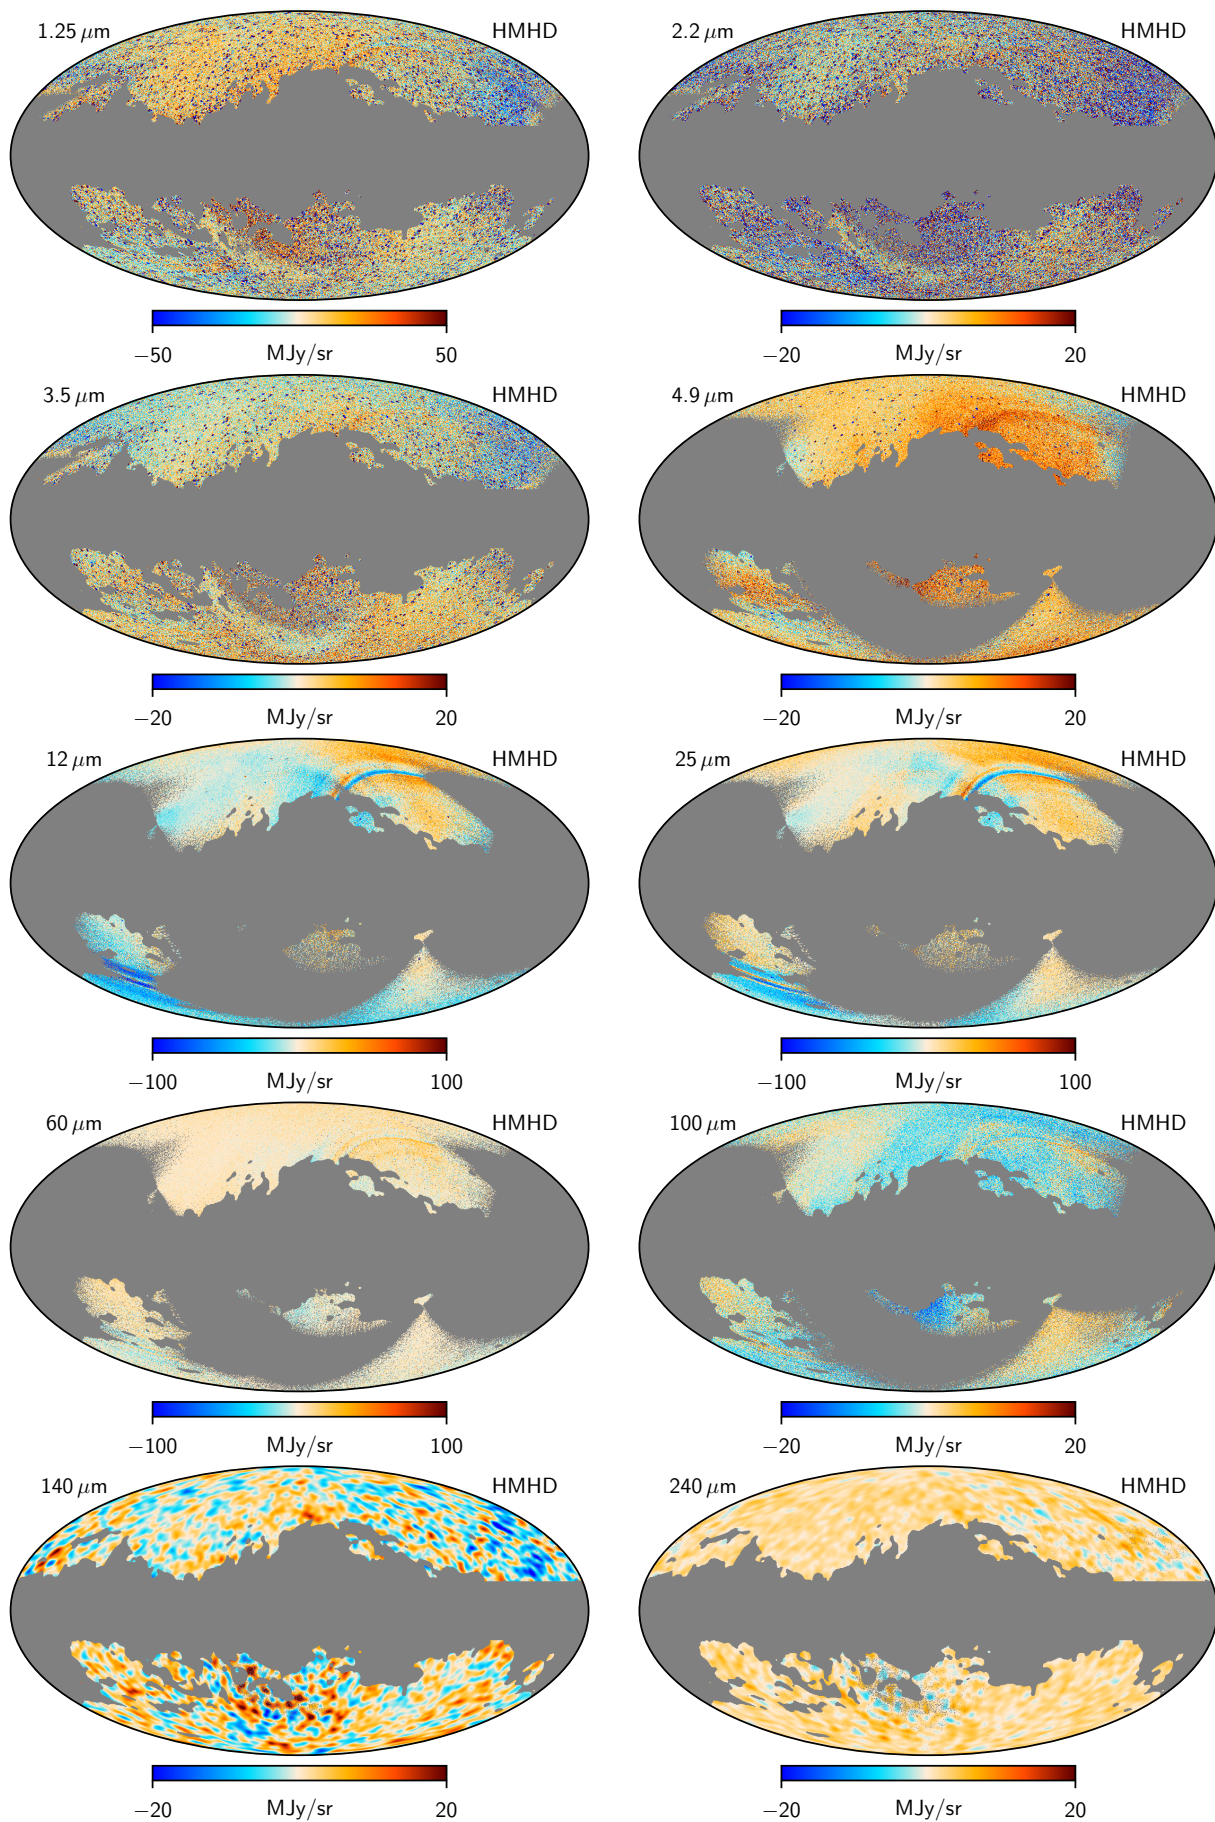 1.25 μm HMHD 2.2 μm HMHD
−50 MJy/sr 50 −20 MJy/sr 20
3.5 μm HMHD 4.9 μm HMHD
−20 MJy/sr 20 −20 MJy/sr 20
12 μm HMHD 25 μm HMHD
−100 MJy/sr 100 −100 MJy/sr 100
60 μm HMHD 100 μm HMHD
−100 MJy/sr 100 −20 MJy/sr 20
140 μm HMHD 240 μm HMHD
−20 MJy/sr 20 −20 MJy/sr 20